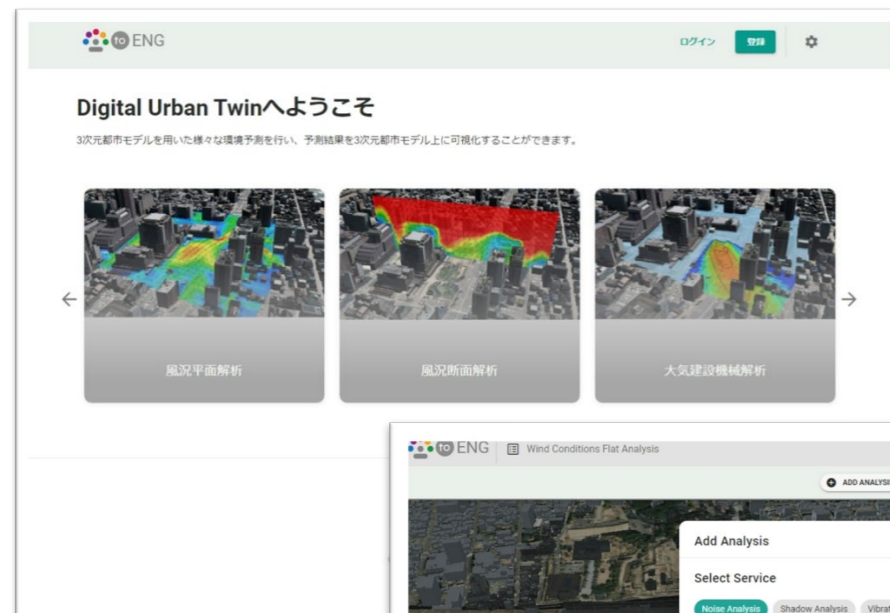 to ENG
ログイン
登録
Digital Urban Twinへようこそ
3次元都市モデルを用いた様々な環境予測を行い、予測結果を3次元都市モデル上に可視化することができます。
風況平面解析
風況断面解析
大気建設機械解析
to ENG
Wind Conditions Flat Analysis
ADD ANALYSI
Add Analysis
Select Service
Noise Analysis
Shadow Analysis
Vibrat